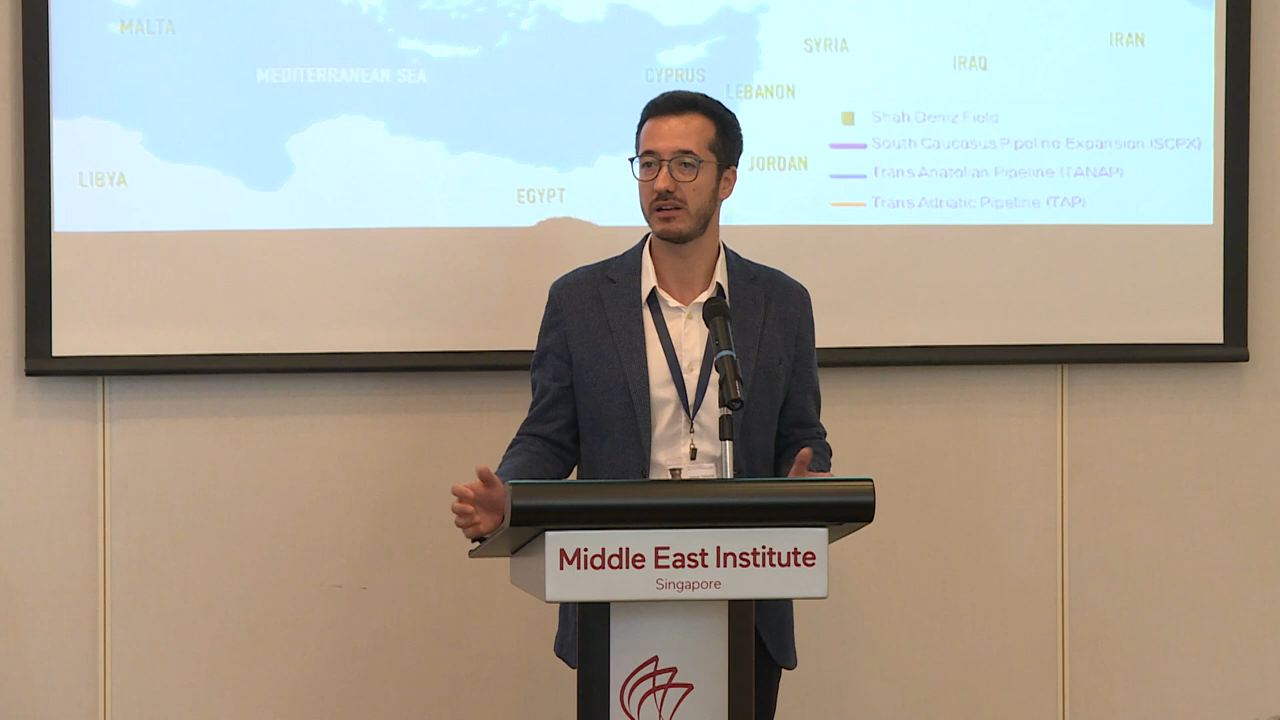 MALTA
MEDITERRANEAN SEA
CYPRUS
SYRIA
LEBANON
IRAQ
IRAN
LIBYA
EGYPT
JORDAN
Shah Deniz Field
South Caucasus Pipeline Expansion (SCPX)
Trans Anatolian Pipeline (TANAP)
Trans Adriatic Pipeline (TAP)
Middle East Institute
Singapore